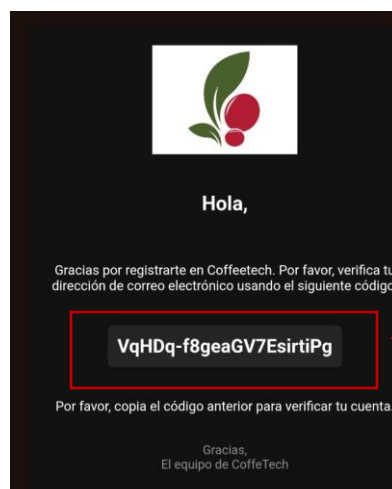 Hola,
Gracias por registrarte en Coffeetech. Por favor, verifica tu
dirección de correo electrónico usando el siguiente código
VqHDq-f8geaGV7EsirtiPg
Por favor, copia el código anterior para verificar tu cuenta.
Gracias,
El equipo de CoffeTech